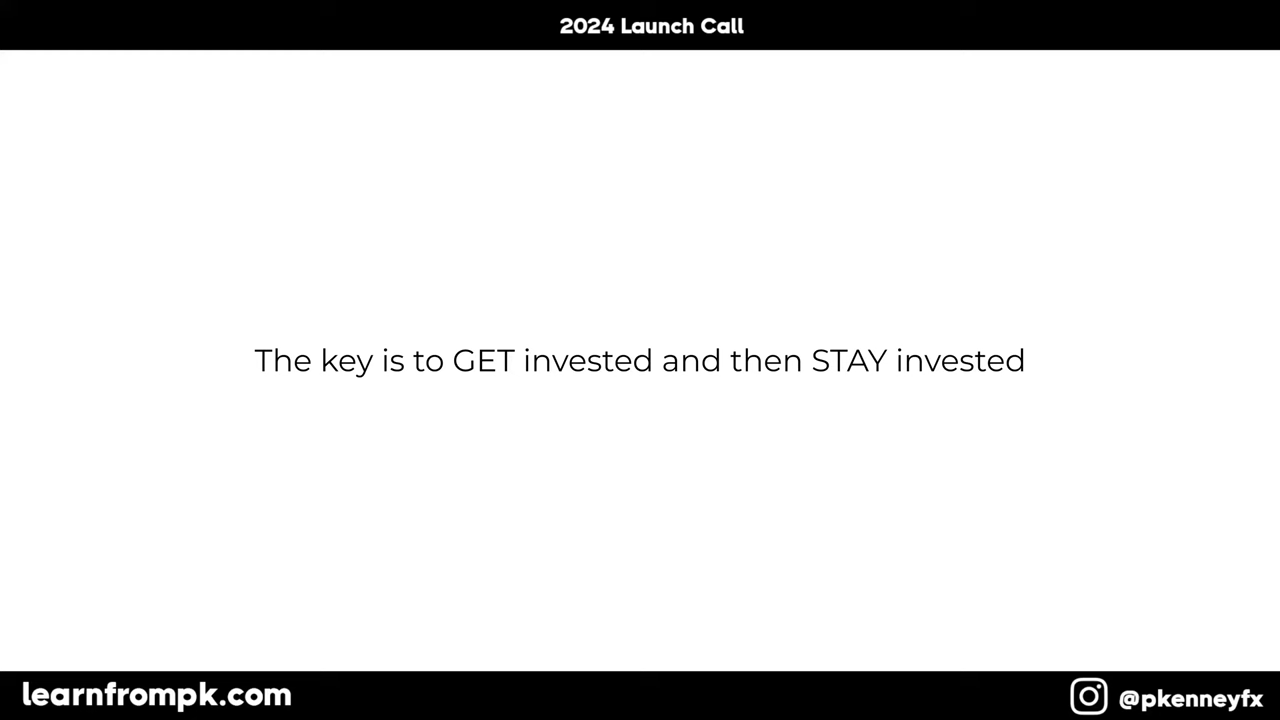 2024 Launch Call
The key is to GET invested and then STAY invested
learnfrompk.com
@pkenneyfx